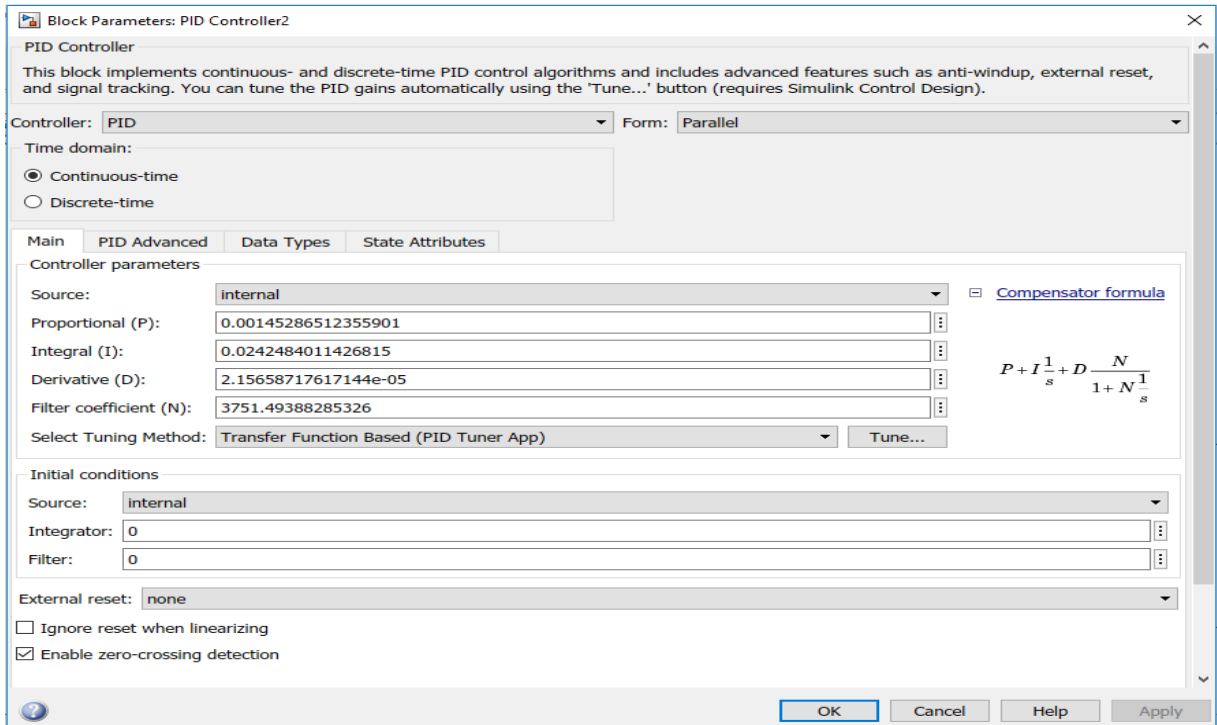 Block Parameters: PID Controller2
PID Controller
This block implements continuous- and discrete-time PID control algorithms and includes advanced features such as anti-windup, external reset,
and signal tracking. You can tune the PID gains automatically using the 'Tune...' button (requires Simulink Control Design).
Controller: PID Form: Parallel
Time domain:
Continuous-time
Discrete-time
Main PID Advanced Data Types State Attributes
Controller parameters
Source: internal Compensator formula
Proportional (P): 0.00145286512355901
Integral (I): 0.0242484011426815
Derivative (D): 2.15658717617144e-05
P + I 1/s + D N/(1 + N 1/s)
Filter coefficient (N): 3751.49388285326
Select Tuning Method: Transfer Function Based (PID Tuner App) Tune...
Initial conditions
Source: internal
Integrator: 0
Filter: 0
External reset: none
Ignore reset when linearizing
Enable zero-crossing detection
? OK Cancel Help Apply